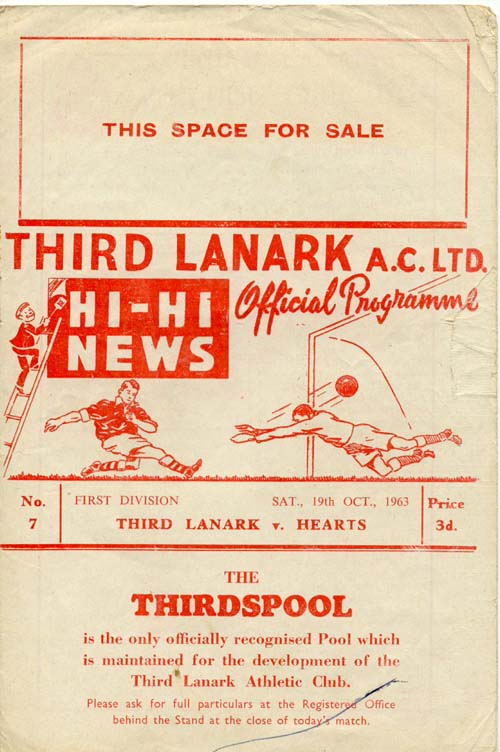 THIS SPACE FOR SALE
THIRD LANARK A.C. LTD.
HI-HI
NEWS
Official Programme
No.
7
FIRST DIVISION SAT., 19th OCT., 1963
THIRD LANARK v. HEARTS
Price
3d.
THE
THIRDSPOOL
is the only officially recognised Pool which
is maintained for the development of the
Third Lanark Athletic Club.
Please ask for full particulars at the Registered Office
behind the Stand at the close of today's match.